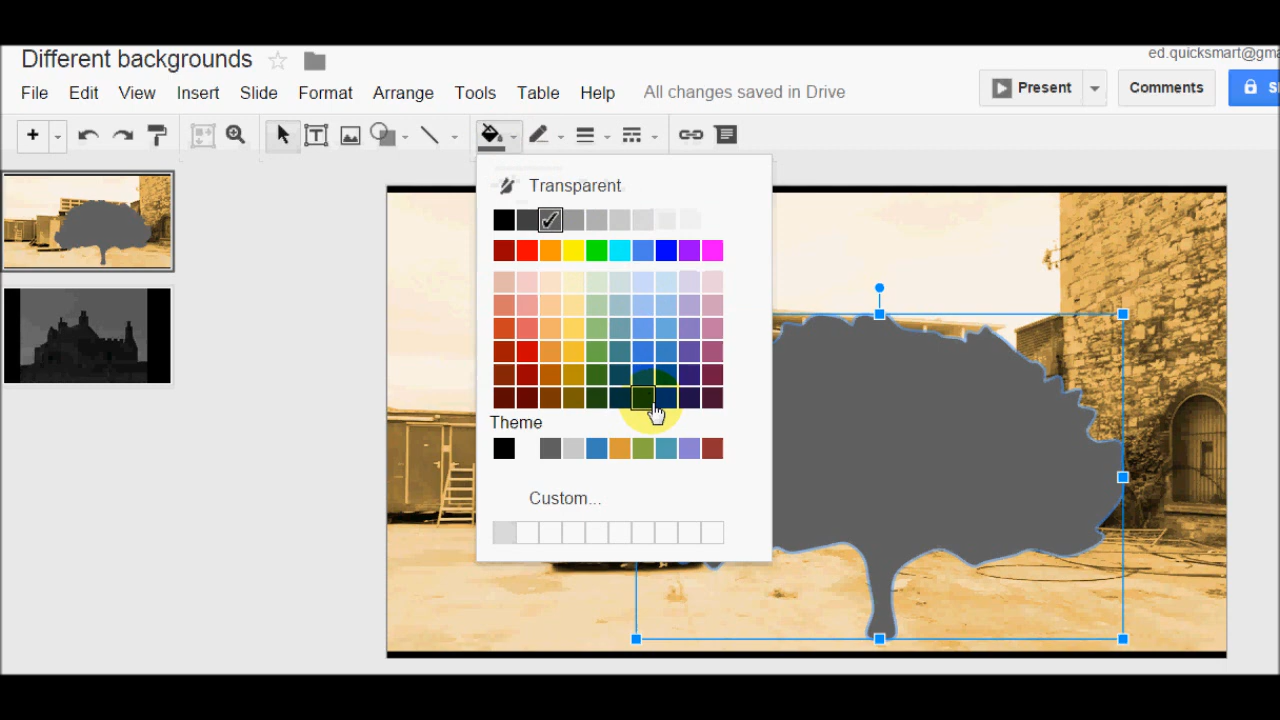 Different backgrounds
ed.quicksmart@gma
File Edit View Insert Slide Format Arrange Tools Table Help All changes saved in Drive
Present Comments S
Transparent
Theme
Custom...